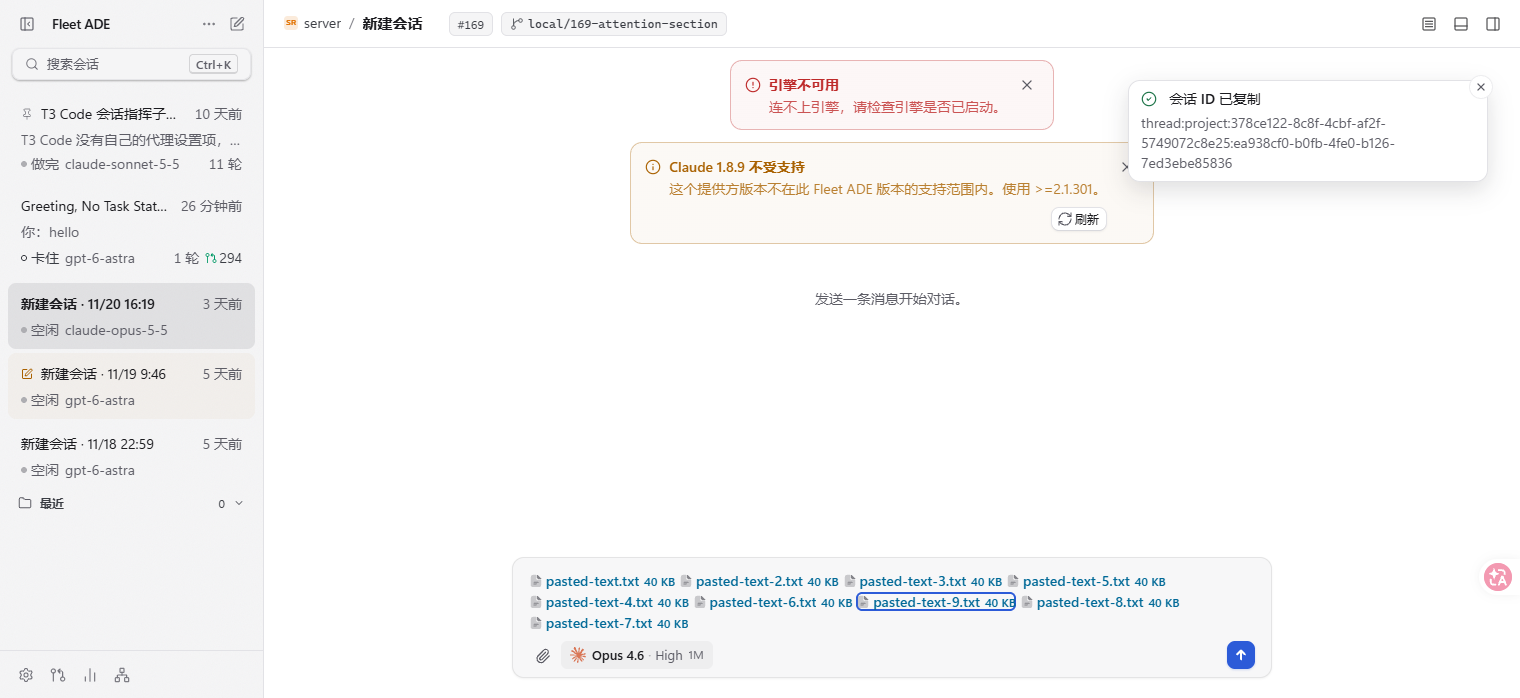 Fleet ADE
搜索会话 Ctrl+K
T3 Code 会话指挥子... 10 天前
T3 Code 没有自己的代理设置项，...
做完 claude-sonnet-5-5 11 轮
Greeting, No Task Stat... 26 分钟前
你：hello
卡住 gpt-6-astra 1 轮 294
新建会话 · 11/20 16:19 3 天前
空闲 claude-opus-5-5
新建会话 · 11/19 9:46 5 天前
空闲 gpt-6-astra
新建会话 · 11/18 22:59 5 天前
空闲 gpt-6-astra
最近 0
SR server / 新建会话 #169 local/169-attention-section
引擎不可用
连不上引擎，请检查引擎是否已启动。
Claude 1.8.9 不受支持
这个提供方版本不在此 Fleet ADE 版本的支持范围内。使用 >=2.1.301。
刷新
会话 ID 已复制
thread:project:378ce122-8c8f-4cbf-af2f-
5749072c8e25:ea938cf0-b0fb-4fe0-b126-
7ed3ebe85836
发送一条消息开始对话。
pasted-text.txt 40 KB pasted-text-2.txt 40 KB pasted-text-3.txt 40 KB pasted-text-5.txt 40 KB
pasted-text-4.txt 40 KB pasted-text-6.txt 40 KB pasted-text-9.txt 40 KB pasted-text-8.txt 40 KB
pasted-text-7.txt 40 KB
Opus 4.6 · High 1M